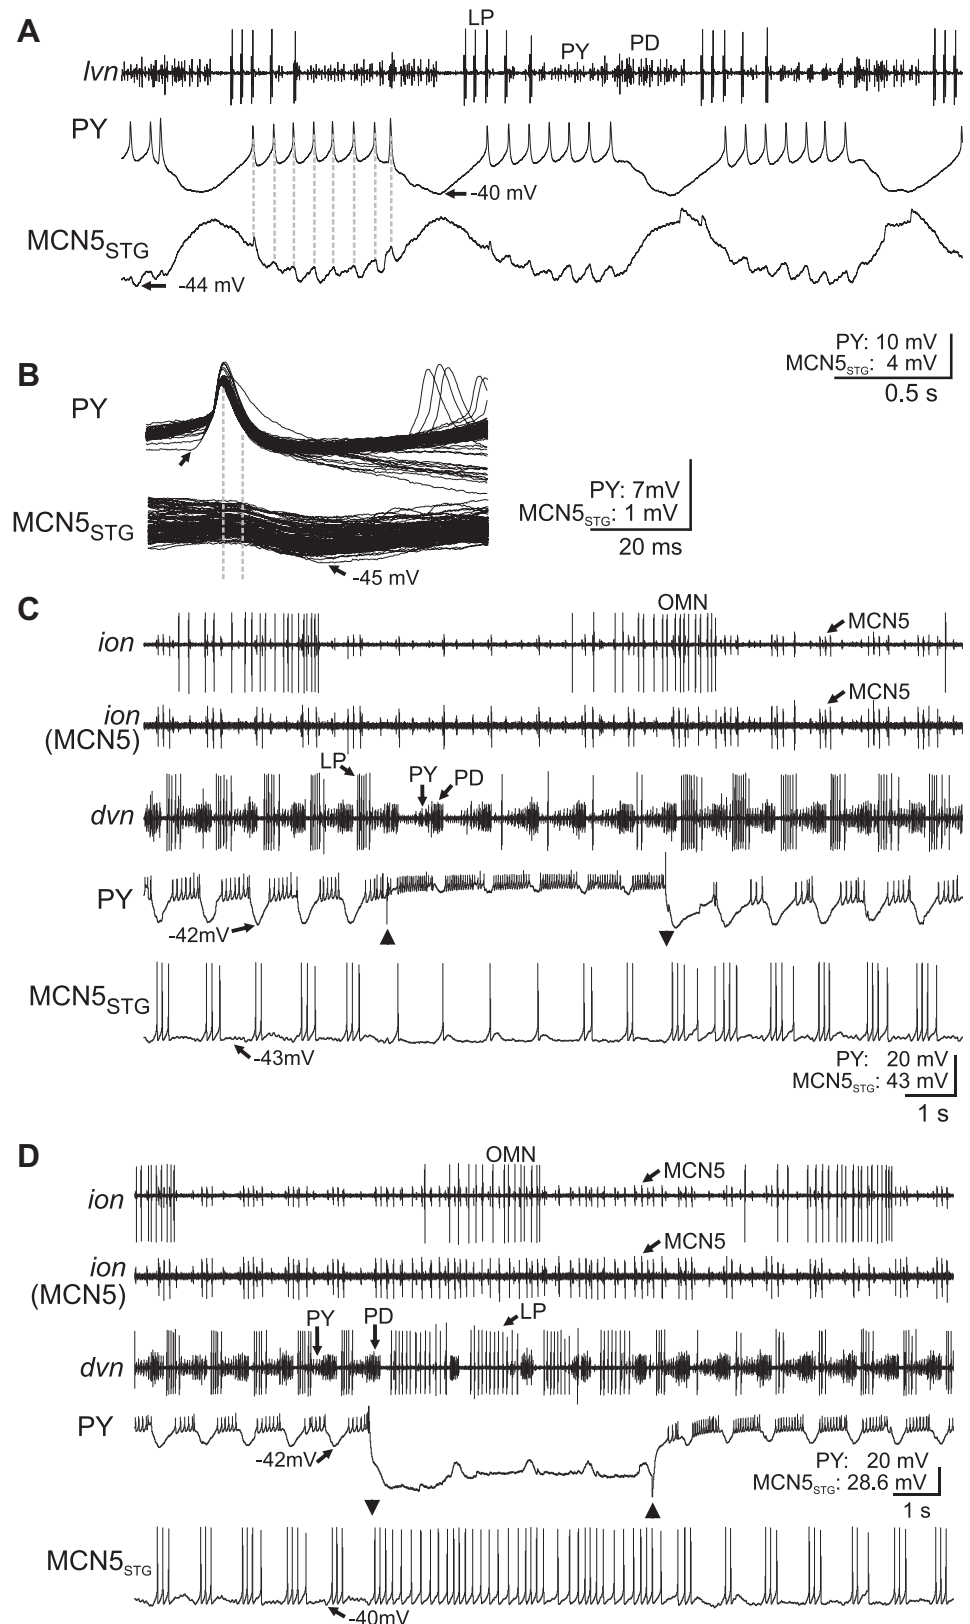 A
LP
lvn
PY
PD
PY
-40 mV
MCN5STG
-44 mV
PY: 10 mV
MCN5STG: 4 mV
0.5 s
B
PY
MCN5STG
PY: 7mV
MCN5STG: 1 mV
20 ms
-45 mV
C
OMN
ion
MCN5
ion
(MCN5)
MCN5
LP
PY
PD
dvn
PY
-42mV
MCN5STG
-43mV
PY: 20 mV
MCN5STG: 43 mV
1 s
D
OMN
ion
MCN5
ion
(MCN5)
MCN5
PY
PD
LP
dvn
PY
-42mV
PY: 20 mV
MCN5STG: 28.6 mV
1 s
MCN5STG
-40mV